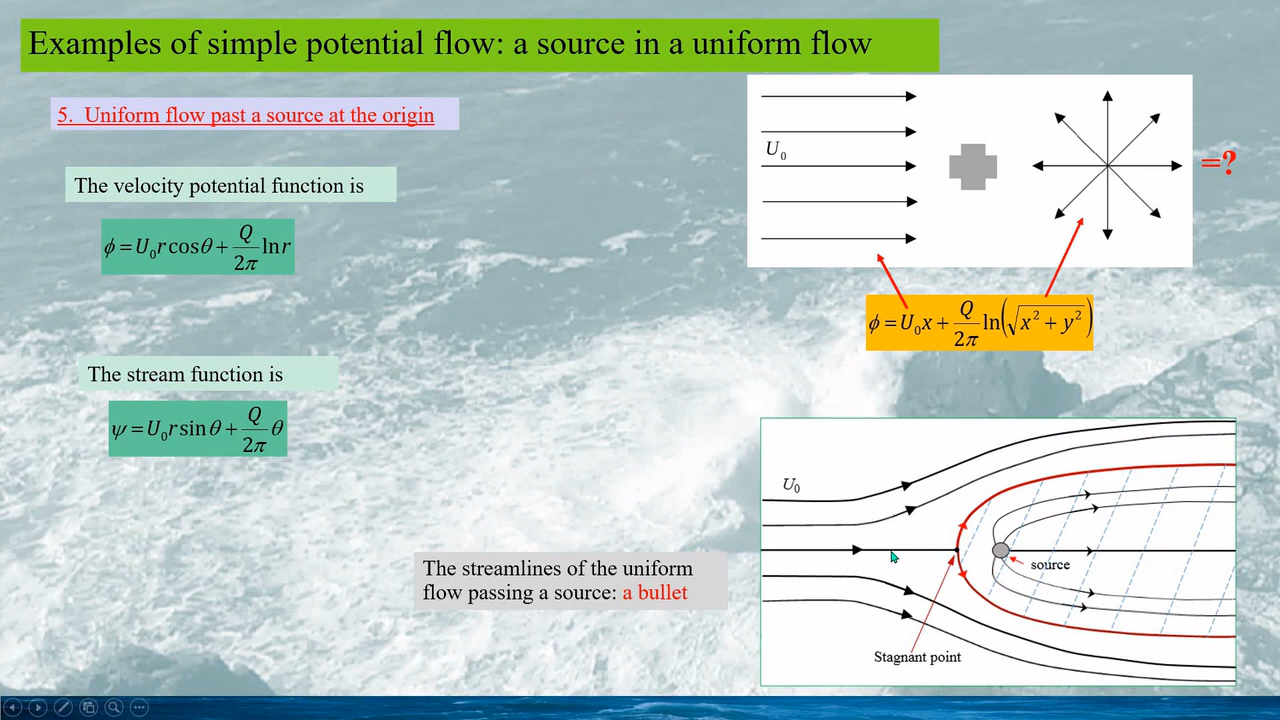 Examples of simple potential flow: a source in a uniform flow
5. Uniform flow past a source at the origin
The velocity potential function is
ϕ = U₀r cosθ + Q/2π ln r
U₀
=?
ϕ = U₀x + Q/2π ln(√x² + y²)
The stream function is
ψ = U₀r sinθ + Q/2π θ
The streamlines of the uniform
flow passing a source: a bullet
U₀
source
Stagnant point